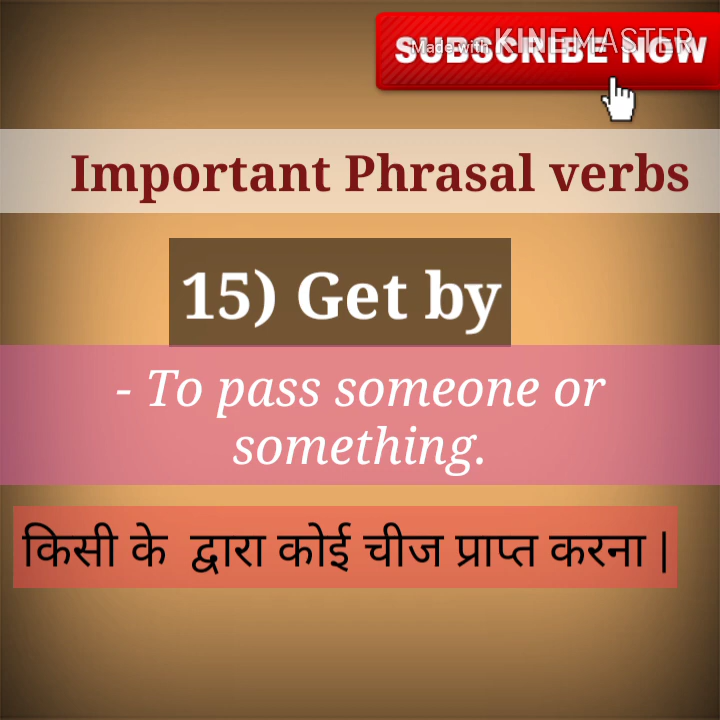 SUBSCRIBE NOW
Made with KINEMASTER
Important Phrasal verbs
15) Get by
- To pass someone or
something.
किसी के द्वारा कोई चीज प्राप्त करना |